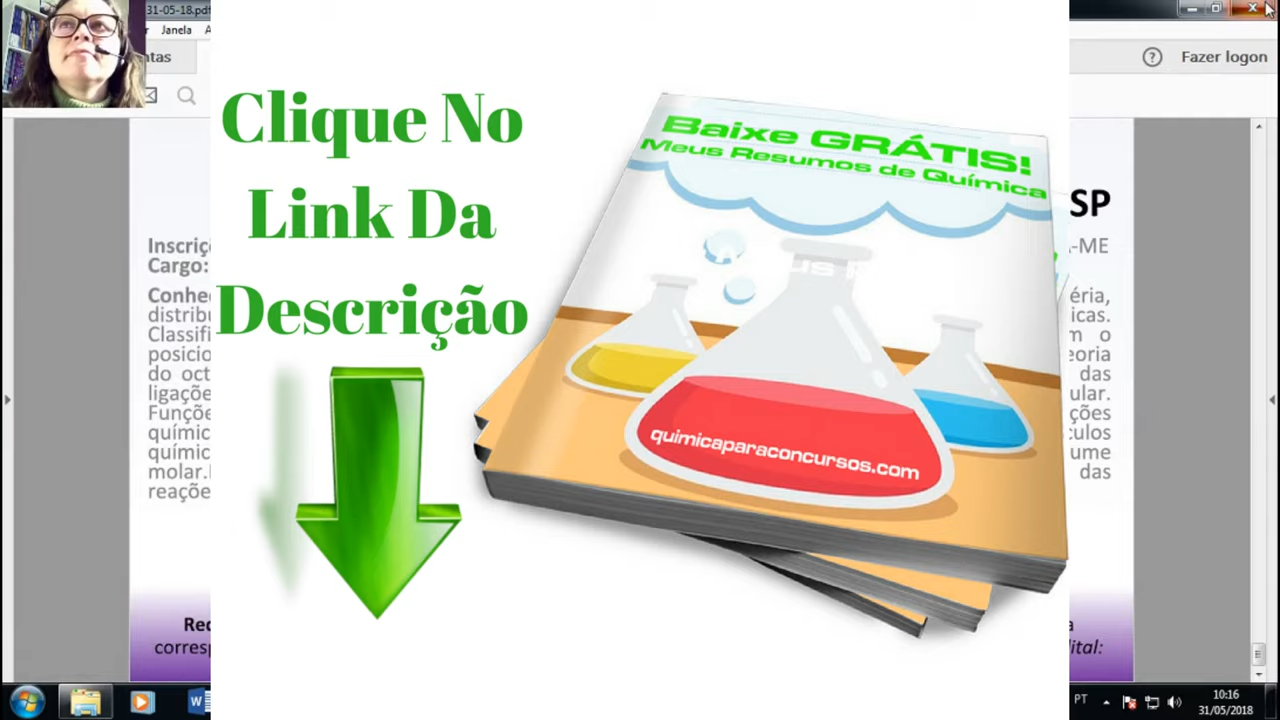 31-05-18.pdf
Janela
ntas
Fazer logon
Clique No
Link Da
Descrição
Baixe GRÁTIS!
Meus Resumos de Química
quimicaparaconcursos.com
SP
Inscriç
-ME
Cargo:
Conhe
éria,
distribu
icas.
Classifi
m o
posicio
eoria
do oct
das
ligaçõe
ular.
Funçõe
ções
químic
culos
químic
ume
molar.
das
reaçõe
Rec
a
corresp
ital:
PT
10:16
31/05/2018